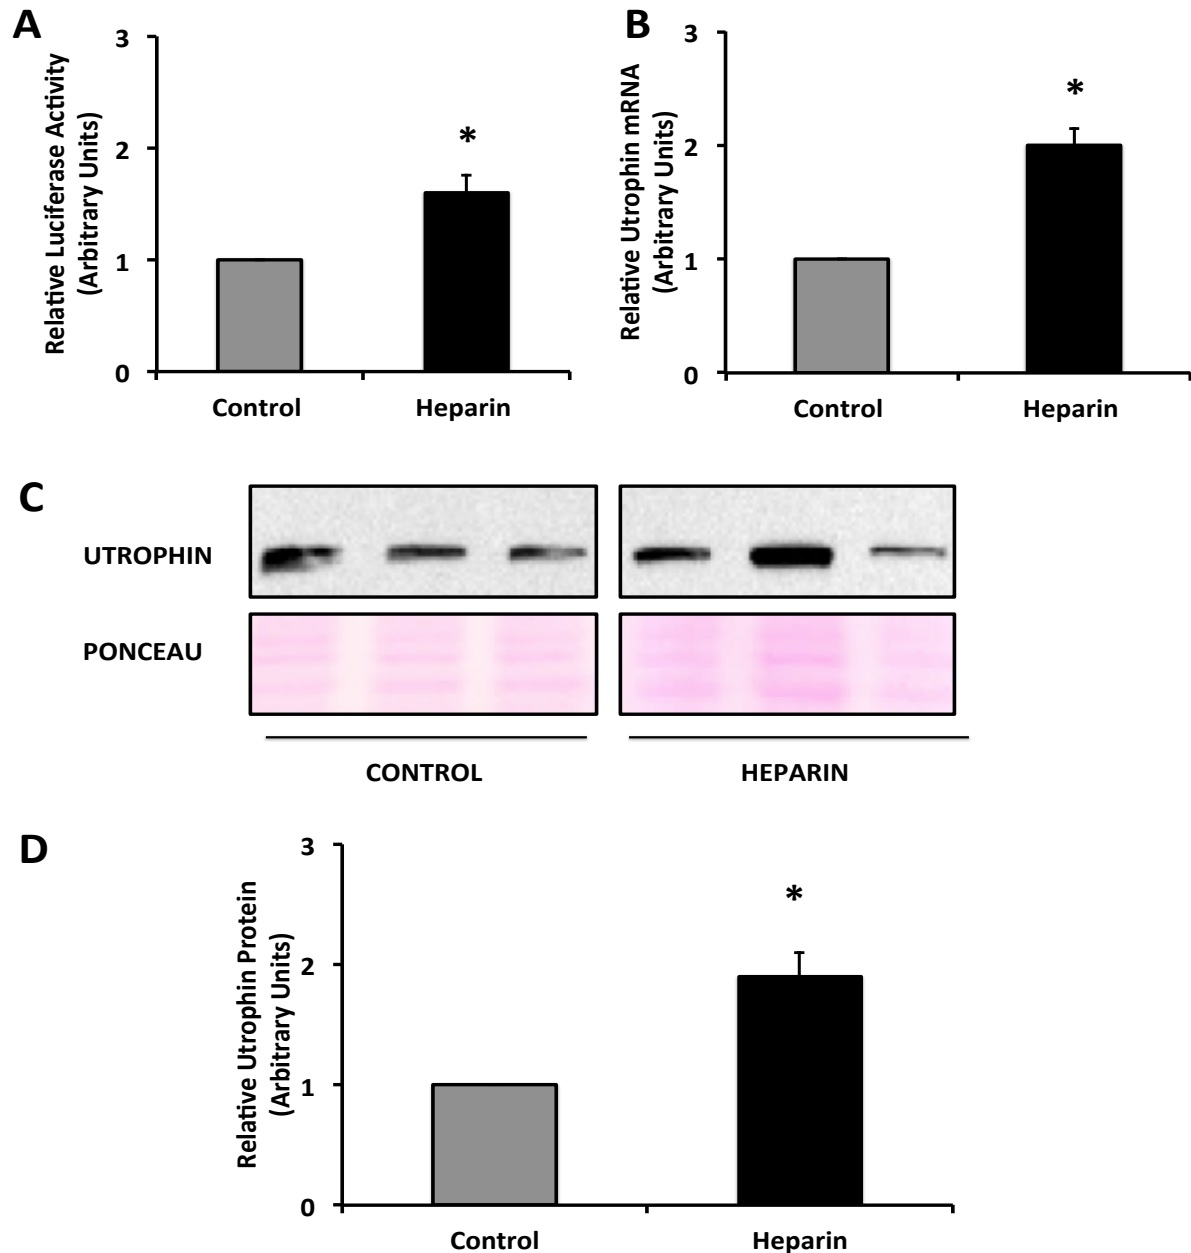 A
Relative Luciferase Activity
(Arbitrary Units)
3
*
2
1
0
Control Heparin
B
Relative Utrophin mRNA
(Arbitrary Units)
3
*
2
1
0
Control Heparin
C
UTROPHIN
PONCEAU
CONTROL HEPARIN
D
Relative Utrophin Protein
(Arbitrary Units)
3
*
2
1
0
Control Heparin